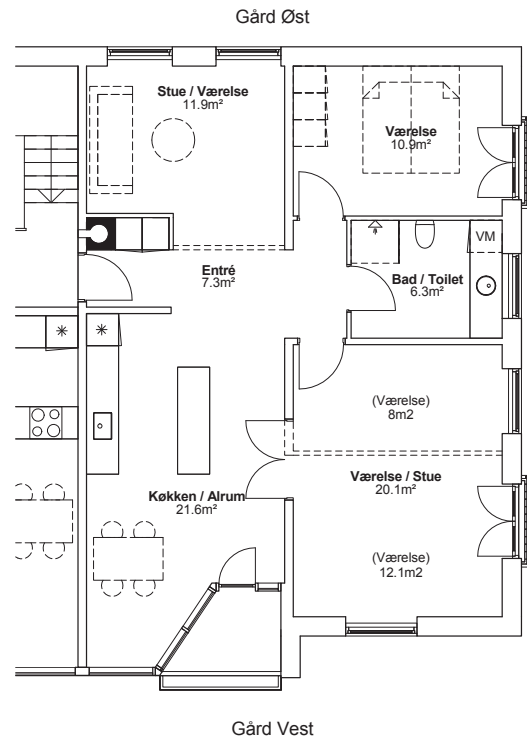 Gård Øst
Stue / Værelse
11.9m²
Værelse
10.9m²
VM
Entré
7.3m²
Bad / Toilet
6.3m²
(Værelse)
8m2
Værelse / Stue
20.1m²
Køkken / Alrum
21.6m²
(Værelse)
12.1m2
Gård Vest